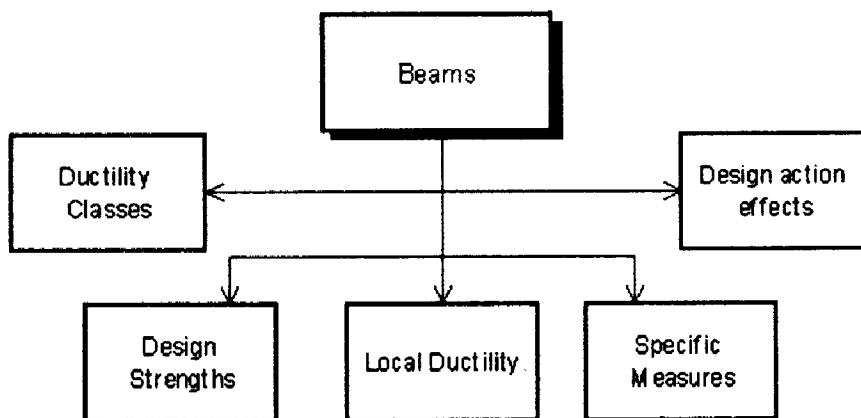 Beams
Ductility
Classes
Design action
effects
Design
Strengths
Local Ductility
Specific
Measures